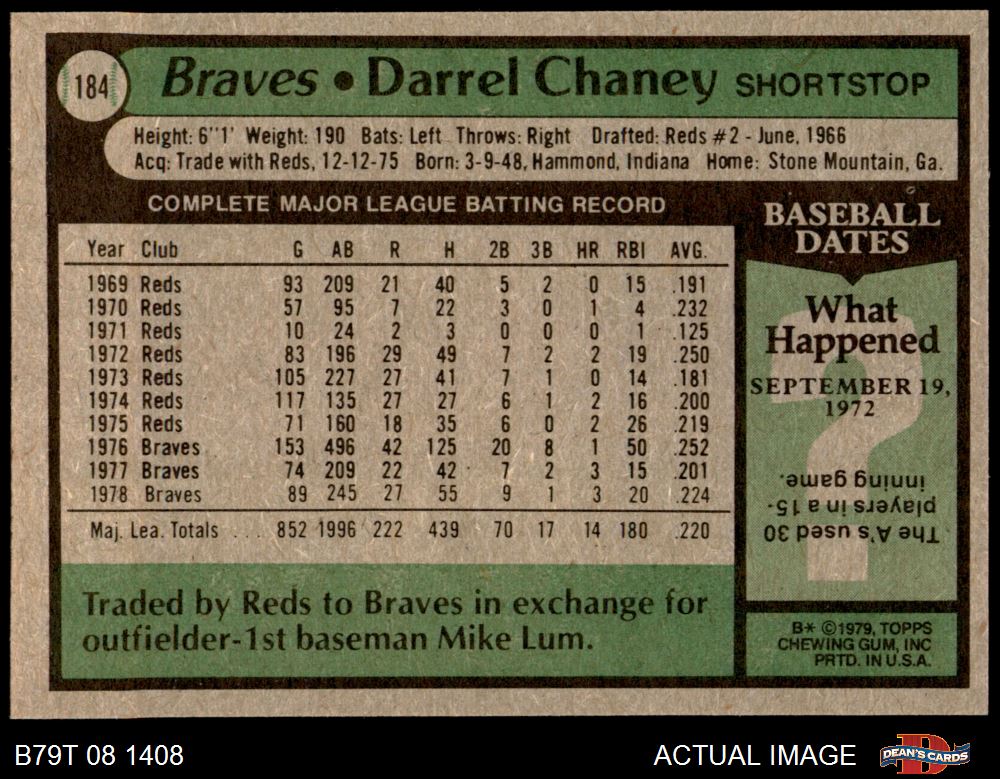 184
Braves • Darrel Chaney SHORTSTOP
Height: 6''1' Weight: 190 Bats: Left Throws: Right Drafted: Reds #2 - June, 1966
Acq: Trade with Reds, 12-12-75 Born: 3-9-48, Hammond, Indiana Home: Stone Mountain, Ga.
COMPLETE MAJOR LEAGUE BATTING RECORD
Year Club G AB R H 2B 3B HR RBI AVG.
1969 Reds 93 209 21 40 5 2 0 15 .191
1970 Reds 57 95 7 22 3 0 1 4 .232
1971 Reds 10 24 2 3 0 0 0 1 .125
1972 Reds 83 196 29 49 7 2 2 19 .250
1973 Reds 105 227 27 41 7 1 0 14 .181
1974 Reds 117 135 27 27 6 1 2 16 .200
1975 Reds 71 160 18 35 6 0 2 26 .219
1976 Braves 153 496 42 125 20 8 1 50 .252
1977 Braves 74 209 22 42 7 2 3 15 .201
1978 Braves 89 245 27 55 9 1 3 20 .224
Maj. Lea. Totals . . . 852 1996 222 439 70 17 14 180 .220
Traded by Reds to Braves in exchange for
outfielder-1st baseman Mike Lum.
BASEBALL
DATES
What
Happened
SEPTEMBER 19,
1972
?
The A's used 30
players in a 15-
inning game.
B* ©1979, TOPPS
CHEWING GUM, INC
PRTD. IN U.S.A.
B79T 08 1408
ACTUAL IMAGE
D
DEAN'S CARDS